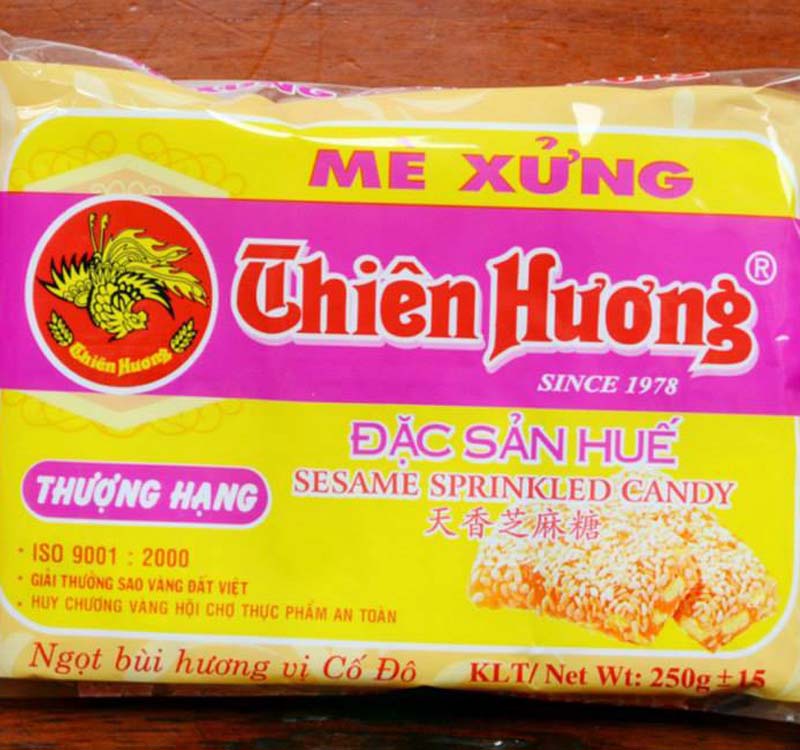 XỨNG
MÈ XỬNG
Thiên Hương®
Thiên Hương
SINCE 1978
ĐẶC SẢN HUẾ
THƯỢNG HẠNG
SESAME SPRINKLED CANDY
天香芝麻糖
· ISO 9001 : 2000
· GIẢI THƯỞNG SAO VÀNG ĐẤT VIỆT
· HUY CHƯƠNG VÀNG HỘI CHỢ THỰC PHẨM AN TOÀN
Ngọt bùi hương vị Cố Đô
KLT/ Net Wt: 250g ± 15